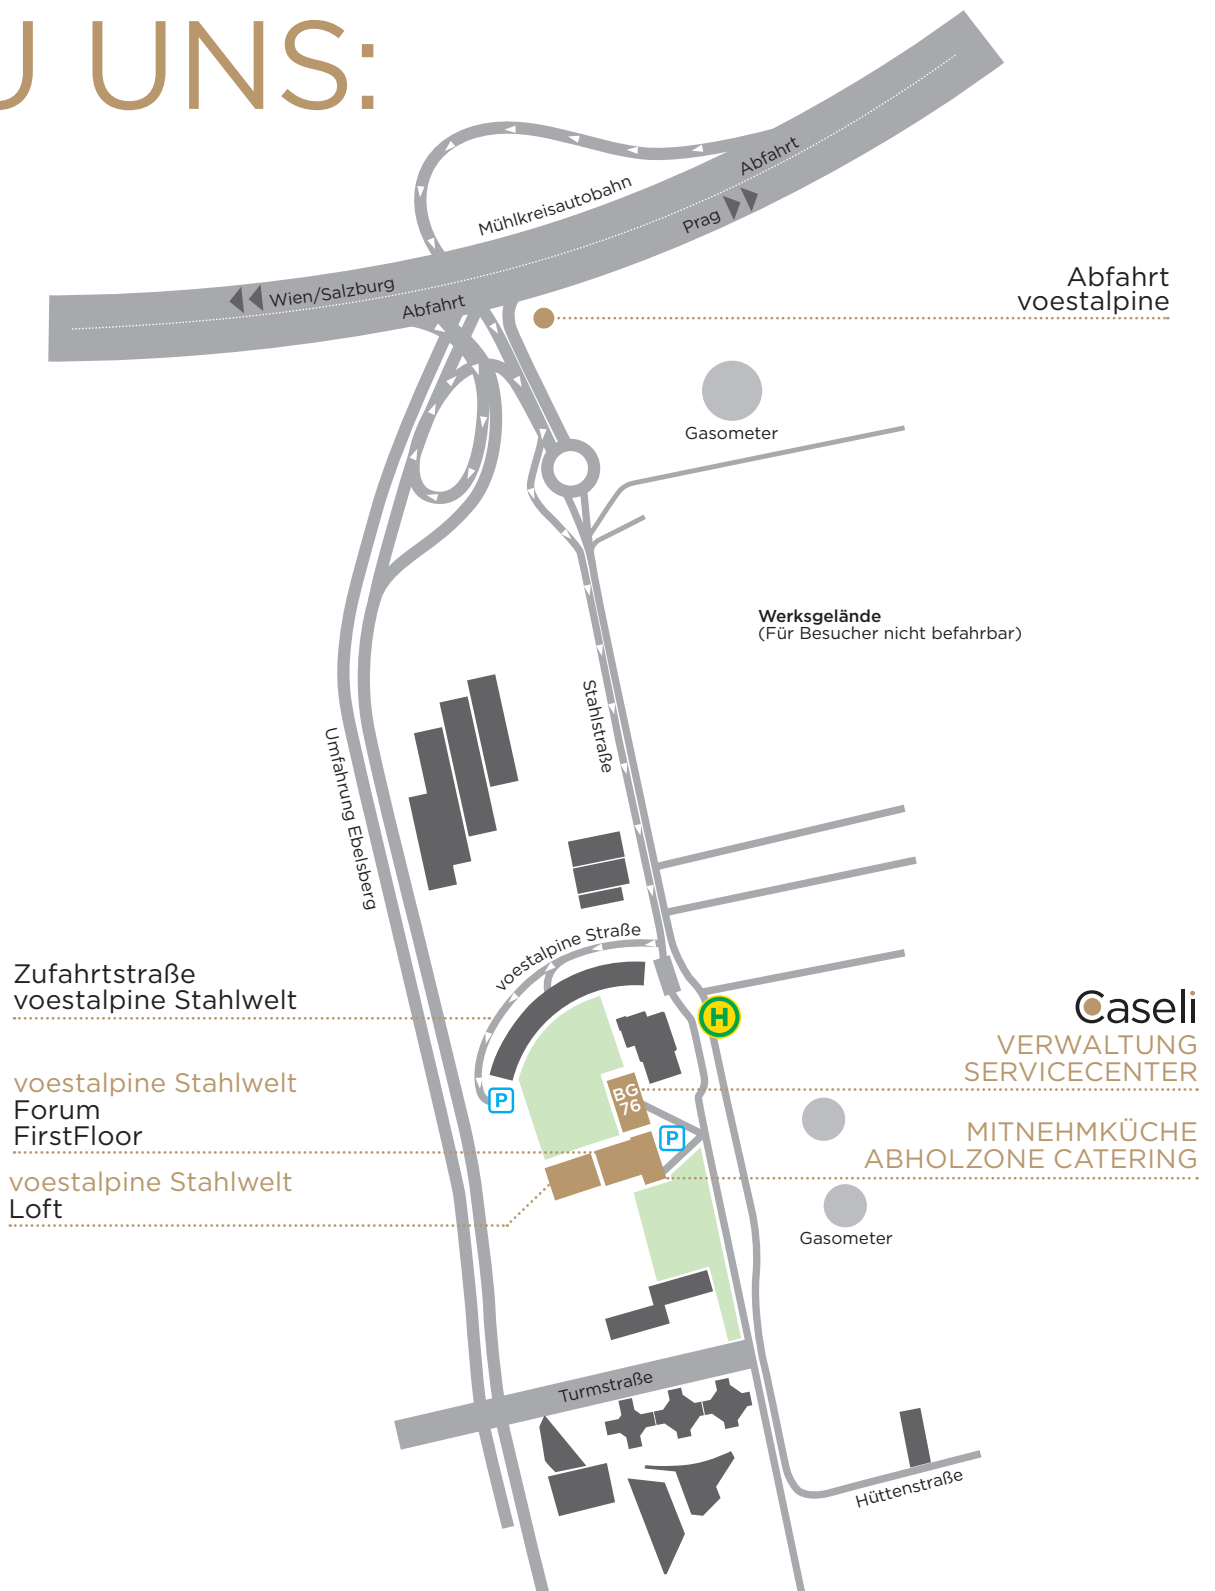 U UNS:
Mühlkreisautobahn
Abfahrt
Prag
Wien/Salzburg
Abfahrt
Abfahrt
voestalpine
Gasometer
Werksgelände
(Für Besucher nicht befahrbar)
Stahlstraße
Umfahrung Ebelsberg
voestalpine Straße
Zufahrtstraße
voestalpine Stahlwelt
H
Caseli
VERWALTUNG
SERVICECENTER
voestalpine Stahlwelt
Forum
FirstFloor
P
BG
76
P
MITNEHMKÜCHE
ABHOLZONE CATERING
voestalpine Stahlwelt
Loft
Gasometer
Turmstraße
Hüttenstraße